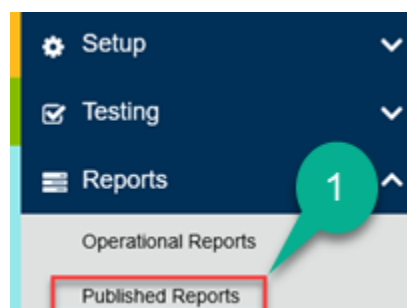 Setup
Testing
Reports
1
Operational Reports
Published Reports